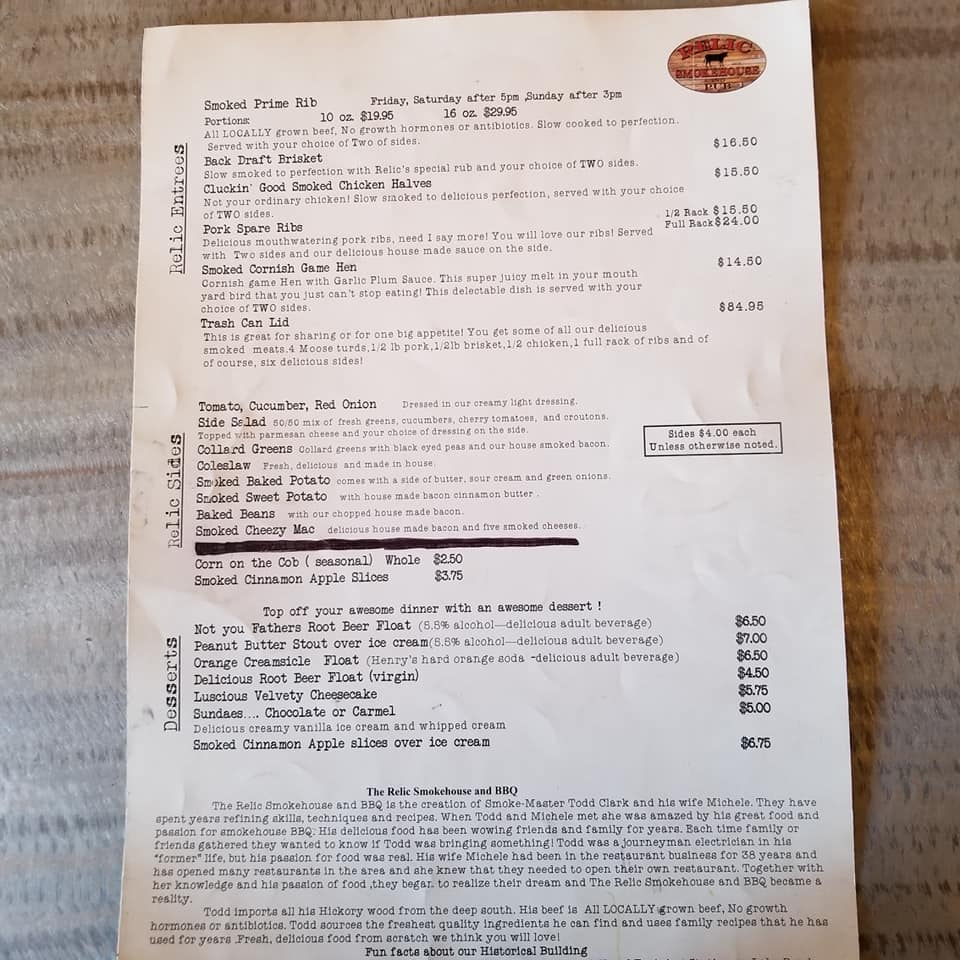 RELIC
SMOKEHOUSE
Smoked Prime Rib Friday, Saturday after 5pm ,Sunday after 3pm
Portions: 10 oz. $19.95 16 oz. $29.95
All LOCALLY grown beef, No growth hormones or antibiotics. Slow cooked to perfection.
Served with your choice of Two of sides.
Back Draft Brisket $16.50
Slow smoked to perfection with Relic's special rub and your choice of TWO sides.
Cluckin' Good Smoked Chicken Halves $15.50
Not your ordinary chicken! Slow smoked to delicious perfection, served with your choice
of TWO sides.
Pork Spare Ribs 1/2 Rack $15.50
Full Rack $24.00
Delicious mouthwatering pork ribs, need I say more! You will love our ribs! Served
with Two sides and our delicious house made sauce on the side.
Smoked Cornish Game Hen $14.50
Cornish game Hen with Garlic Plum Sauce. This super juicy melt in your mouth
yard bird that you just can't stop eating! This delectable dish is served with your
choice of TWO sides.
Trash Can Lid $84.95
This is great for sharing or for one big appetite! You get some of all our delicious
smoked meats.4 Moose turds,1/2 lb pork,1/2lb brisket,1/2 chicken,1 full rack of ribs and of
of course, six delicious sides!
Relic Entrees
Tomato, Cucumber, Red Onion Dressed in our creamy light dressing.
Side Salad 50/50 mix of fresh greens, cucumbers, cherry tomatoes, and croutons.
Topped with parmesan cheese and your choice of dressing on the side.
Collard Greens Collard greens with black eyed peas and our house smoked bacon.
Coleslaw Fresh, delicious and made in house.
Smoked Baked Potato comes with a side of butter, sour cream and green onions.
Smoked Sweet Potato with house made bacon cinnamon butter .
Baked Beans with our chopped house made bacon.
Smoked Cheezy Mac delicious house made bacon and five smoked cheeses.
Corn on the Cob ( seasonal) Whole $2.50
Smoked Cinnamon Apple Slices $3.75
Relic Sides
Sides $4.00 each
Unless otherwise noted.
Top off your awesome dinner with an awesome dessert !
Not you Fathers Root Beer Float (5.5% alcohol—delicious adult beverage) $6.50
Peanut Butter Stout over ice cream(5.5% alcohol—delicious adult beverage) $7.00
Orange Creamsicle Float (Henry's hard orange soda -delicious adult beverage) $6.50
Delicious Root Beer Float (virgin) $4.50
Luscious Velvety Cheesecake $5.75
Sundaes.... Chocolate or Carmel $5.00
Delicious creamy vanilla ice cream and whipped cream
Smoked Cinnamon Apple slices over ice cream $6.75
Desserts
The Relic Smokehouse and BBQ
The Relic Smokehouse and BBQ is the creation of Smoke-Master Todd Clark and his wife Michele. They have
spent years refining skills, techniques and recipes. When Todd and Michele met she was amazed by his great food and
passion for smokehouse BBQ. His delicious food has been wowing friends and family for years. Each time family or
friends gathered they wanted to know if Todd was bringing something! Todd was a journeyman electrician in his
"former" life, but his passion for food was real. His wife Michele had been in the restaurant business for 38 years and
has opened many restaurants in the area and she knew that they needed to open their own restaurant. Together with
her knowledge and his passion of food ,they began to realize their dream and The Relic Smokehouse and BBQ became a
reality.
Todd imports all his Hickory wood from the deep south. His beef is All LOCALLY grown beef, No growth
hormones or antibiotics. Todd sources the freshest quality ingredients he can find and uses family recipes that he has
used for years .Fresh, delicious food from scratch we think you will love!
Fun facts about our Historical Building